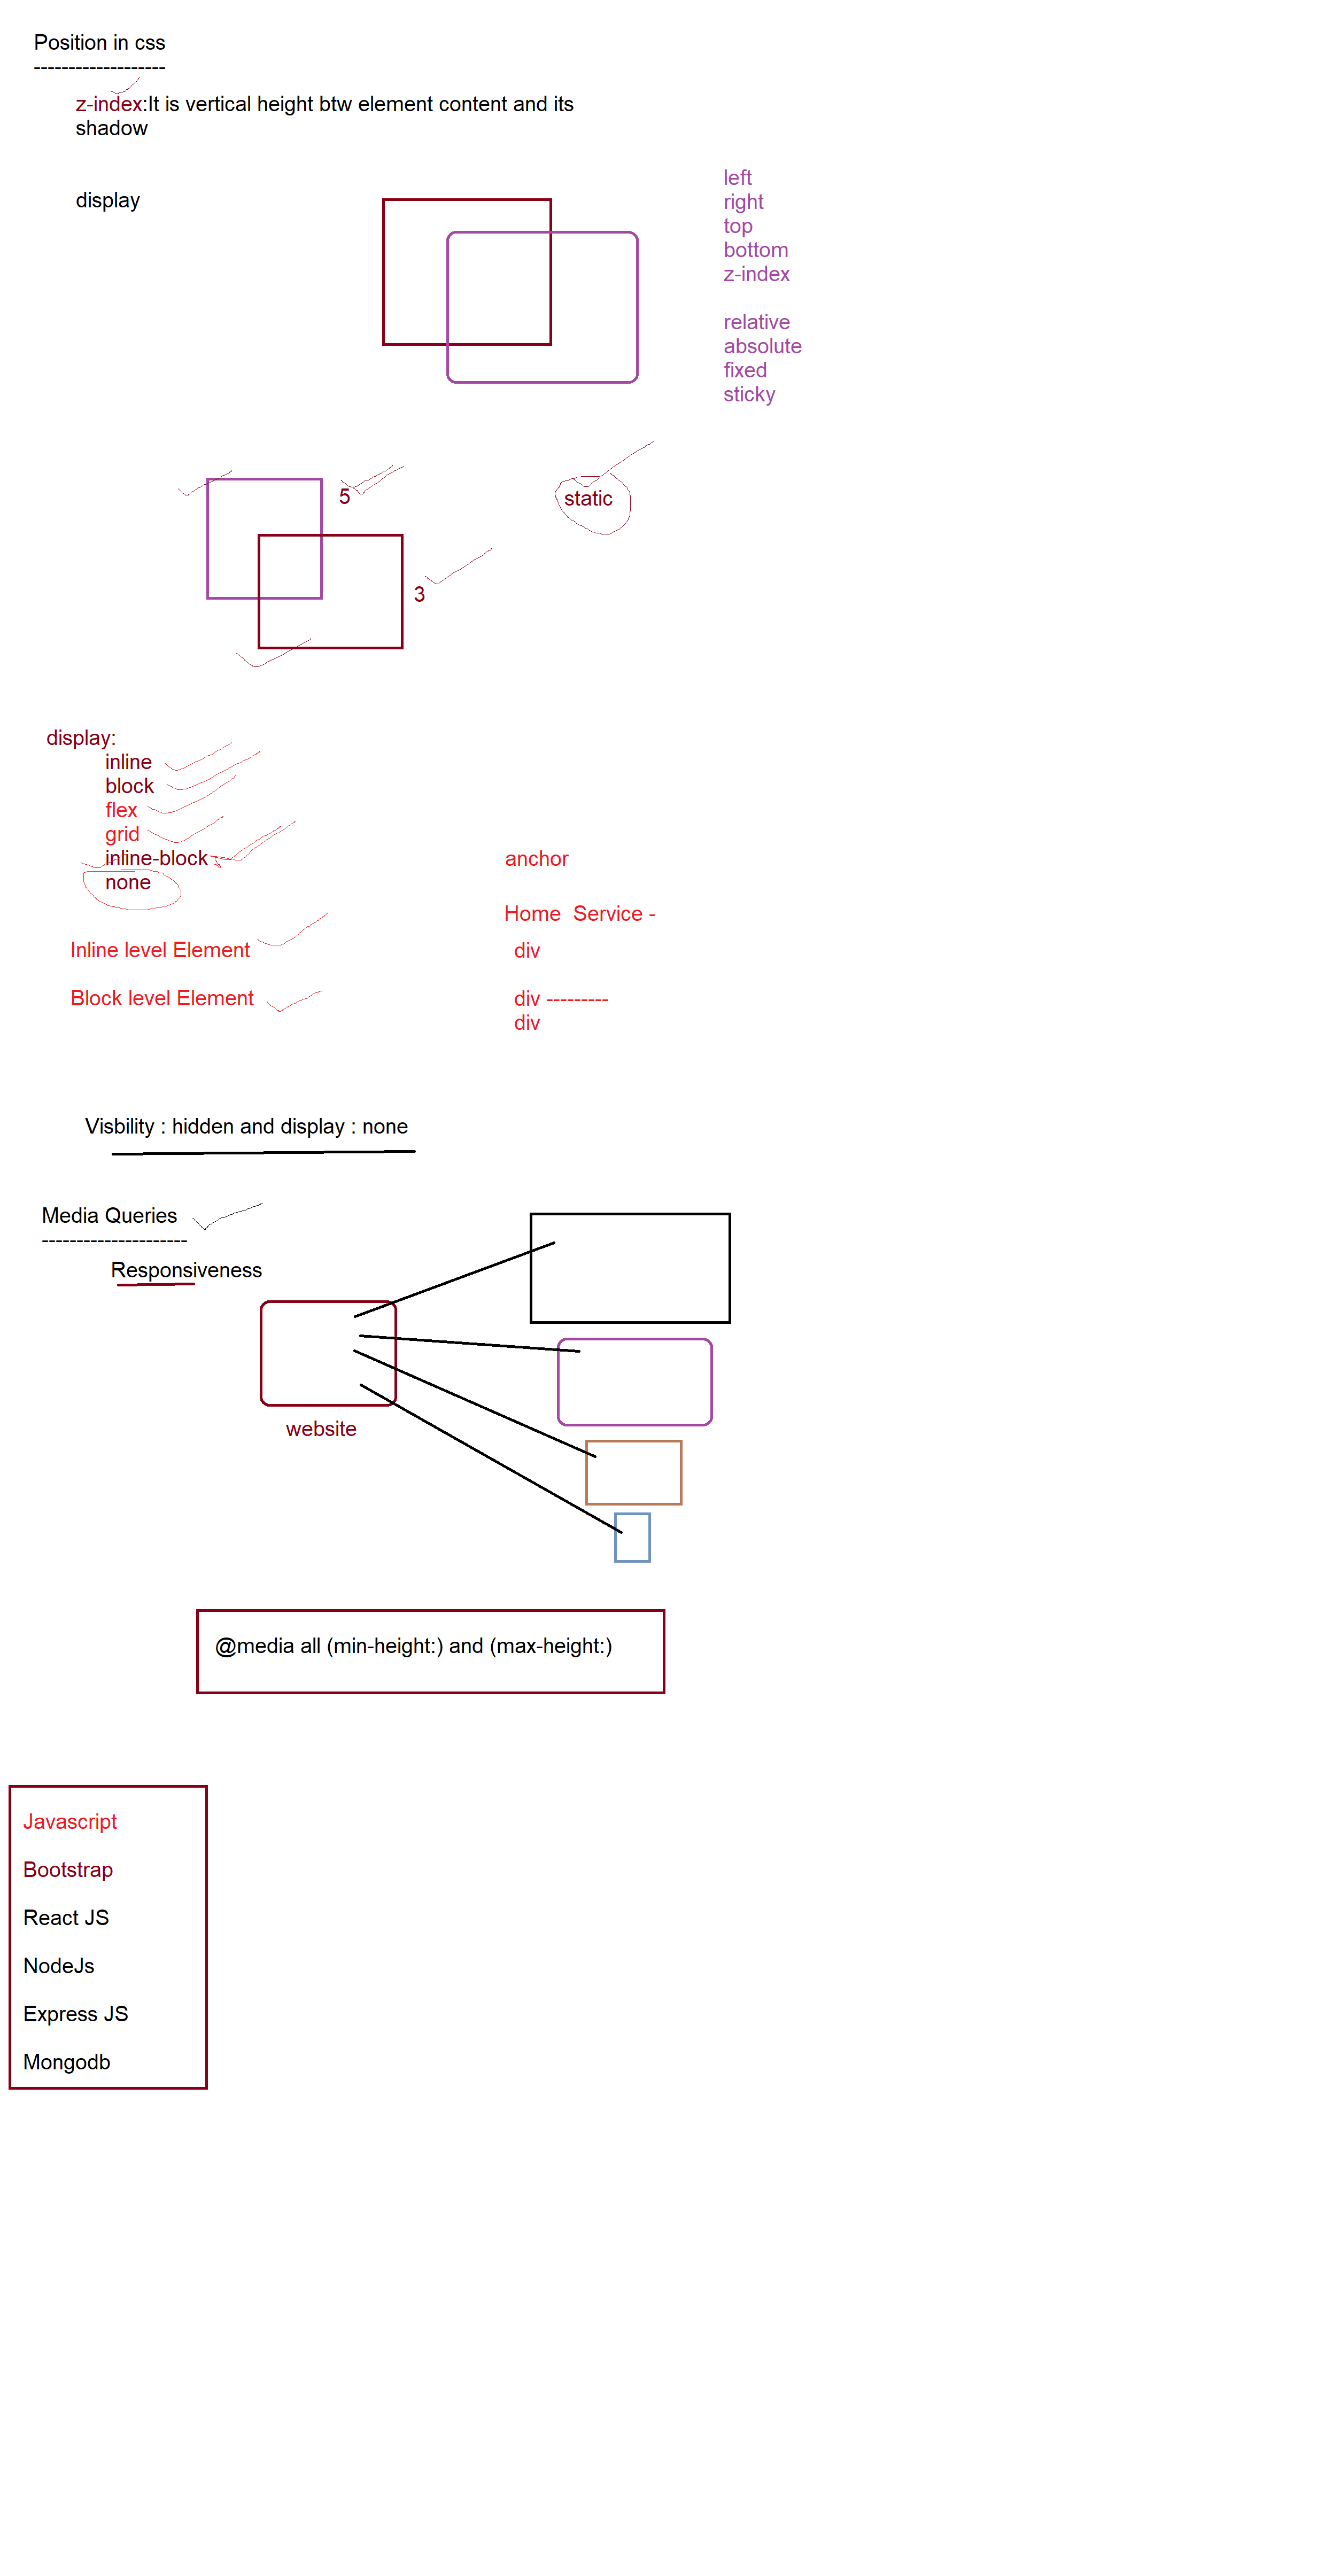 Position in css
-------------------
z-index:It is vertical height btw element content and its
shadow
display
left
right
top
bottom
z-index
relative
absolute
fixed
sticky
5
static
3
display:
inline
block
flex
grid
inline-block
none
anchor
Home  Service -
Inline level Element
div
Block level Element
div ---------
div
Visbility : hidden and display : none
Media Queries
---------------------
Responsiveness
website
@media all (min-height:) and (max-height:)
Javascript
Bootstrap
React JS
NodeJs
Express JS
Mongodb